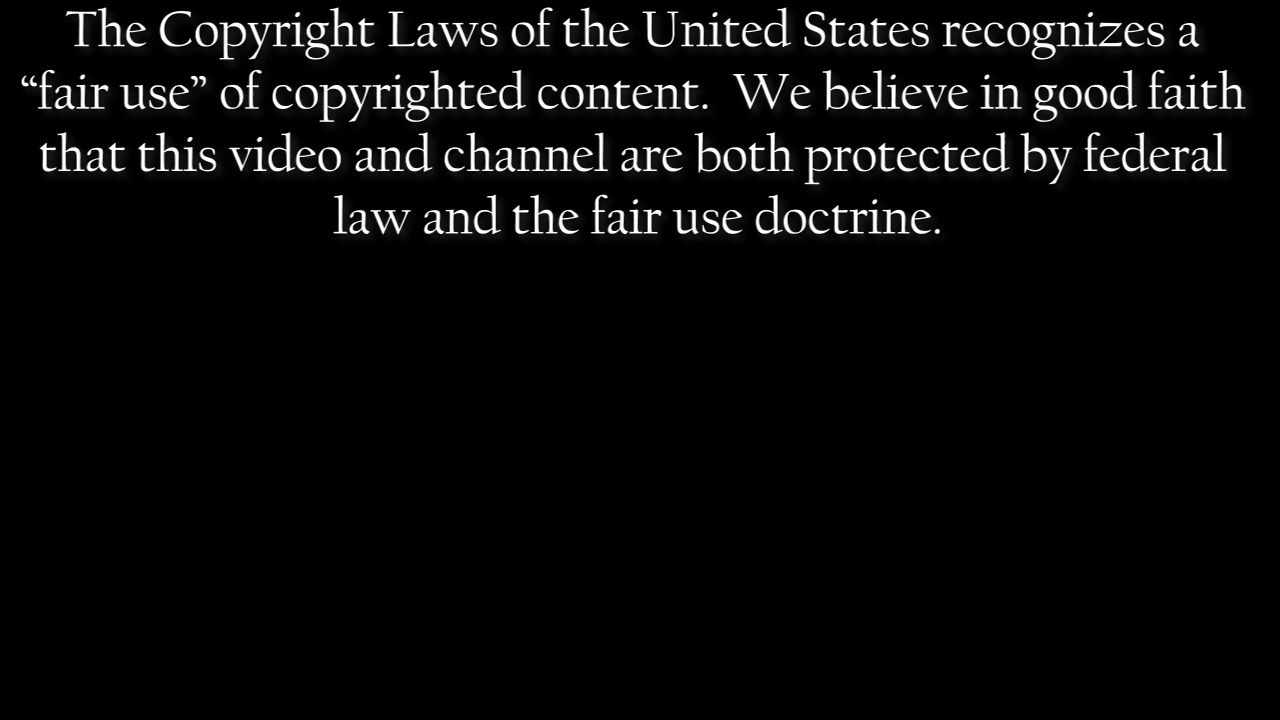 The Copyright Laws of the United States recognizes a
“fair use” of copyrighted content.  We believe in good faith
that this video and channel are both protected by federal
law and the fair use doctrine.